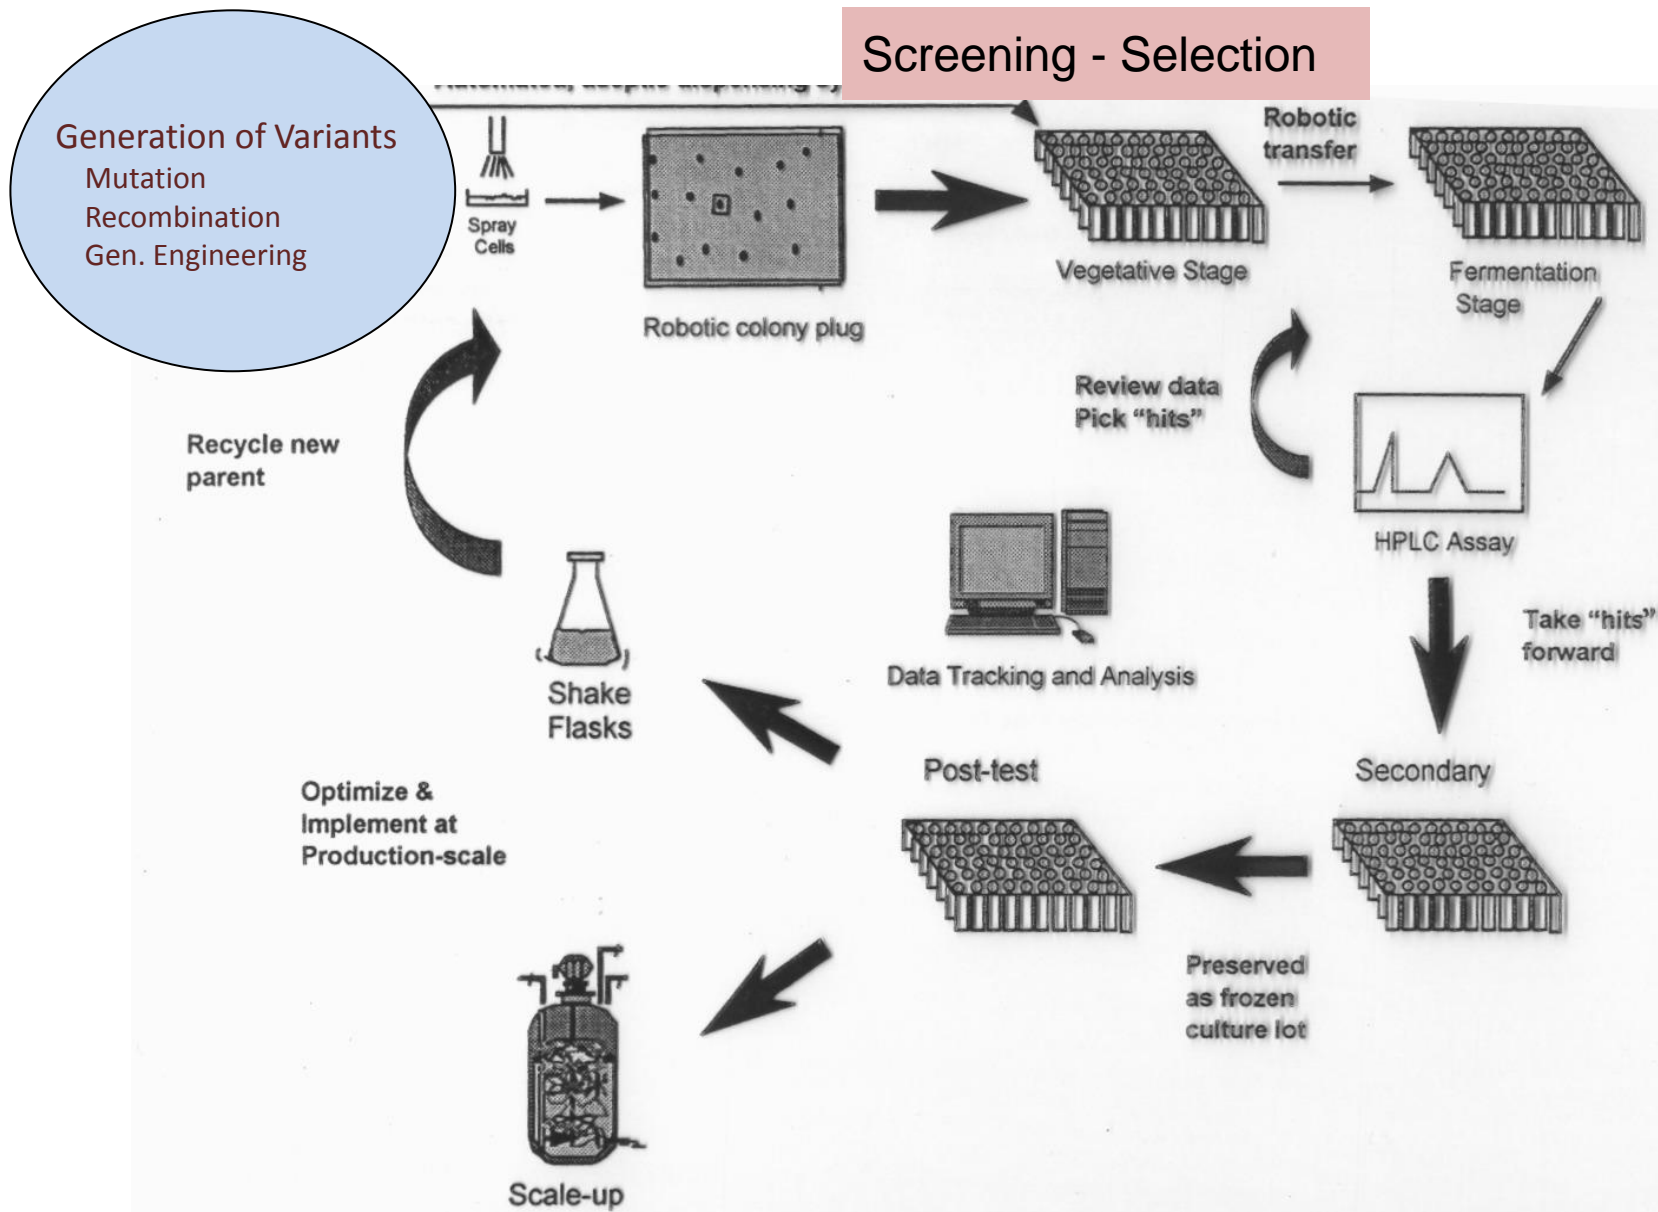 Screening - Selection
Generation of Variants
Mutation
Recombination
Gen. Engineering
Spray
Cells
Robotic colony plug
Vegetative Stage
Robotic
transfer
Fermentation
Stage
Review data
Pick “hits”
HPLC Assay
Recycle new
parent
Take “hits”
forward
Data Tracking and Analysis
Shake
Flasks
Post-test
Secondary
Optimize &
Implement at
Production-scale
Preserved
as frozen
culture lot
Scale-up